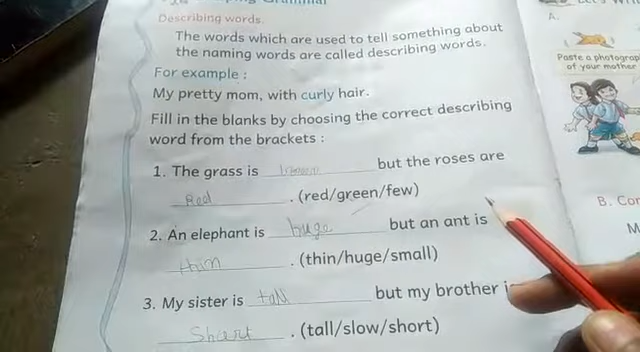 Grammar
Describing words.
The words which are used to tell something about
the naming words are called describing words.
For example :
My pretty mom, with curly hair.
Fill in the blanks by choosing the correct describing
word from the brackets :
1. The grass is but the roses are
Red . (red/green/few)
2. An elephant is huge but an ant is
thin . (thin/huge/small)
3. My sister is tall but my brother
Short . (tall/slow/short)
A.
Paste a photograp
of your mother
B. Cor
M